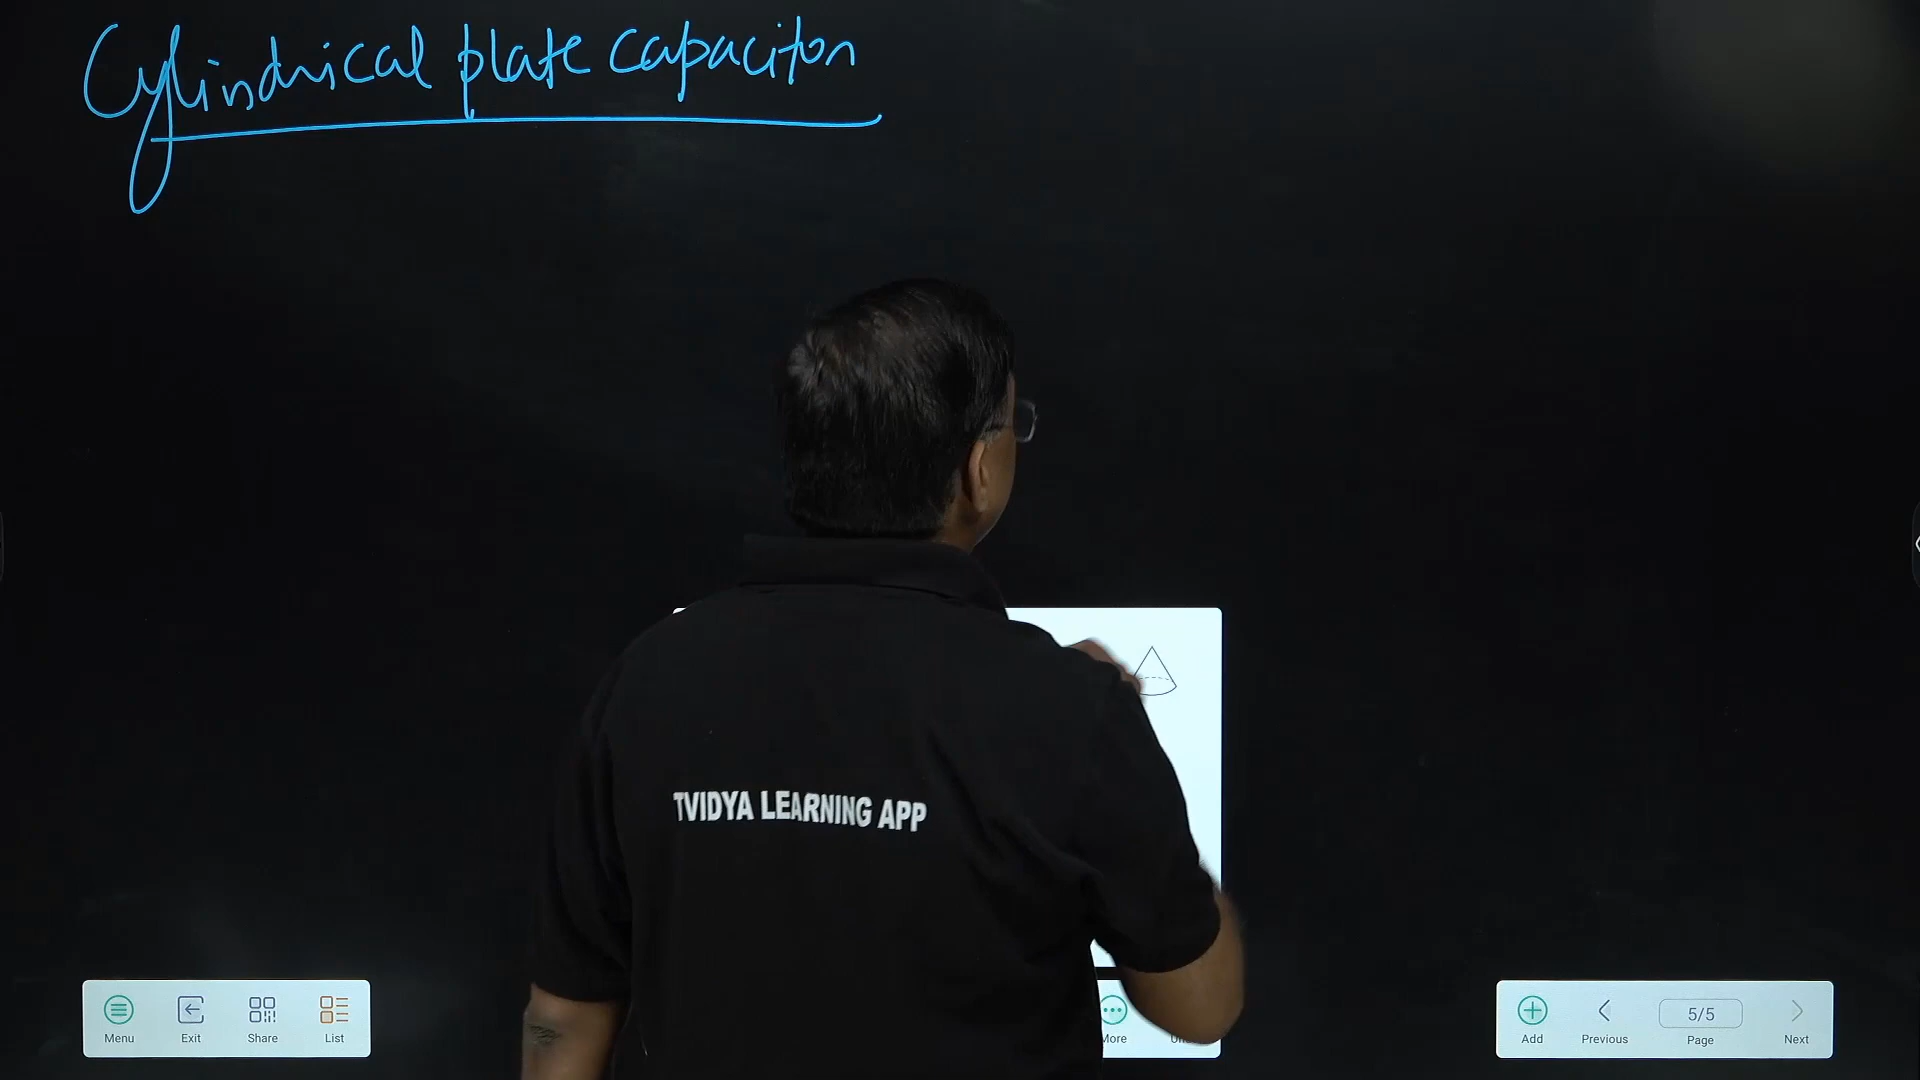 Cylindrical plate capacitor
TVIDYA LEARNING APP
Menu
Exit
Share
List
More
Add
Previous
5/5
Page
Next